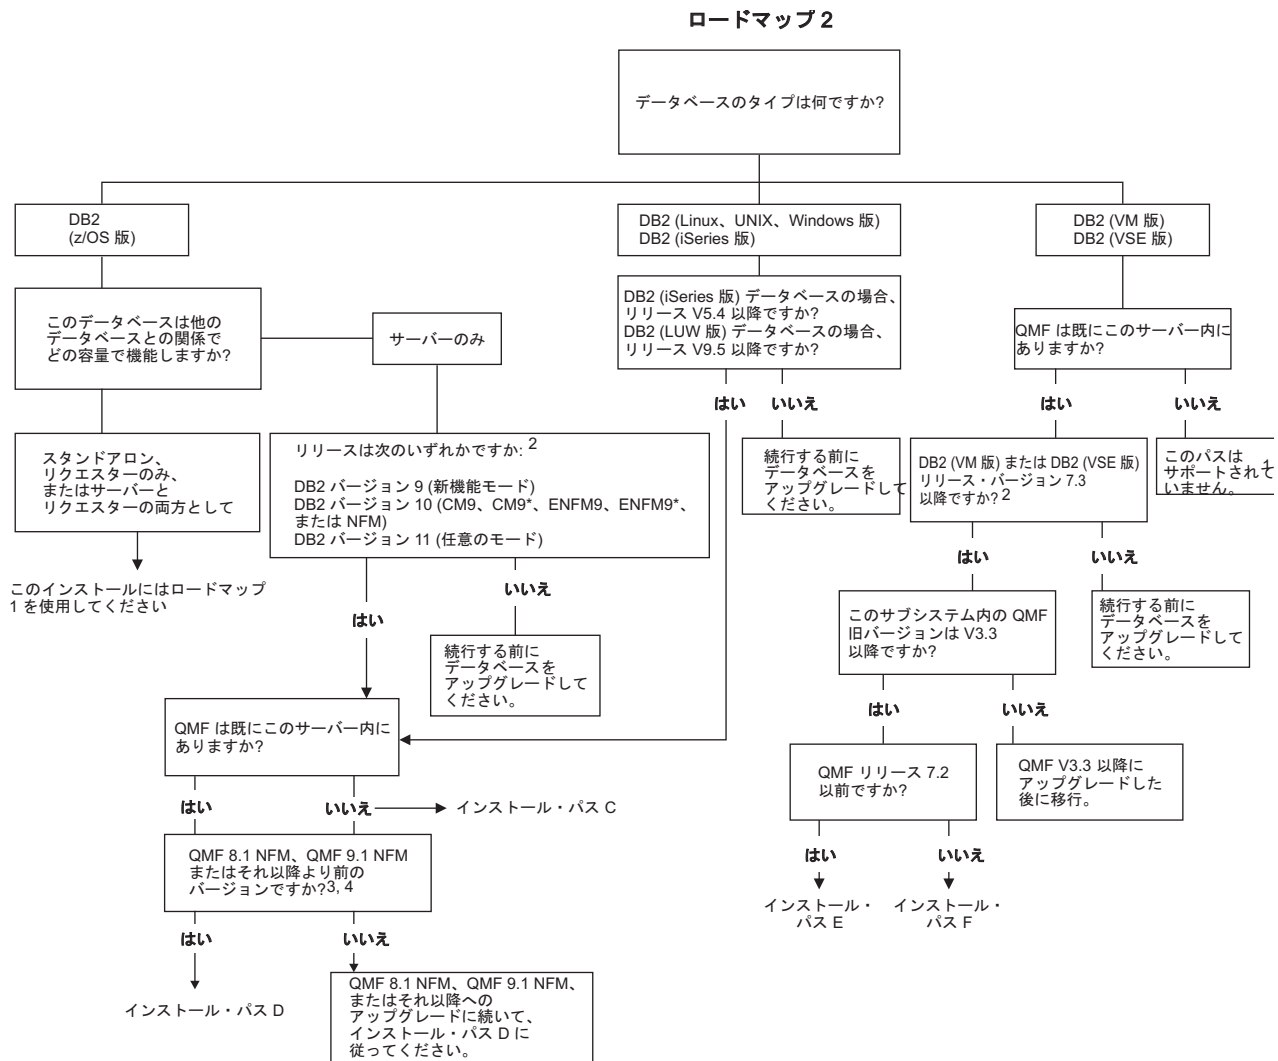 ロードマップ 2
データベースのタイプは何ですか?
DB2
(z/OS 版)
DB2 (Linux、UNIX、Windows 版)
DB2 (iSeries 版)
DB2 (VM 版)
DB2 (VSE 版)
このデータベースは他の
データベースとの関係で
どの容量で機能しますか?
サーバーのみ
DB2 (iSeries 版) データベースの場合、
リリース V5.4 以降ですか?
DB2 (LUW 版) データベースの場合、
リリース V9.5 以降ですか?
QMF は既にこのサーバー内に
ありますか?
はい
いいえ
はい
いいえ
スタンドアロン、
リクエスターのみ、
またはサーバーと
リクエスターの両方として
リリースは次のいずれかですか: 2
DB2 バージョン 9 (新機能モード)
DB2 バージョン 10 (CM9、CM9*、ENFM9、ENFM9*、
または NFM)
DB2 バージョン 11 (任意のモード)
続行する前に
データベースを
アップグレードして
ください。
DB2 (VM 版) または DB2 (VSE 版)
リリース・バージョン 7.3
以降ですか?2
このパスは
サポートされて
いません。1
このインストールにはロードマップ
1 を使用してください
はい
いいえ
はい
いいえ
続行する前に
データベースを
アップグレードして
ください。
このサブシステム内の QMF
旧バージョンは V3.3
以降ですか?
続行する前に
データベースを
アップグレードして
ください。
QMF は既にこのサーバー内に
ありますか?
はい
いいえ
QMF リリース 7.2
以前ですか?
QMF V3.3 以降に
アップグレードした
後に移行。
はい
いいえ
インストール・パス C
QMF 8.1 NFM、QMF 9.1 NFM
またはそれ以降より前の
バージョンですか?3, 4
はい
いいえ
インストール・
パス E
インストール・
パス F
はい
いいえ
インストール・パス D
QMF 8.1 NFM、QMF 9.1 NFM、
またはそれ以降への
アップグレードに続いて、
インストール・パス D に
従ってください。